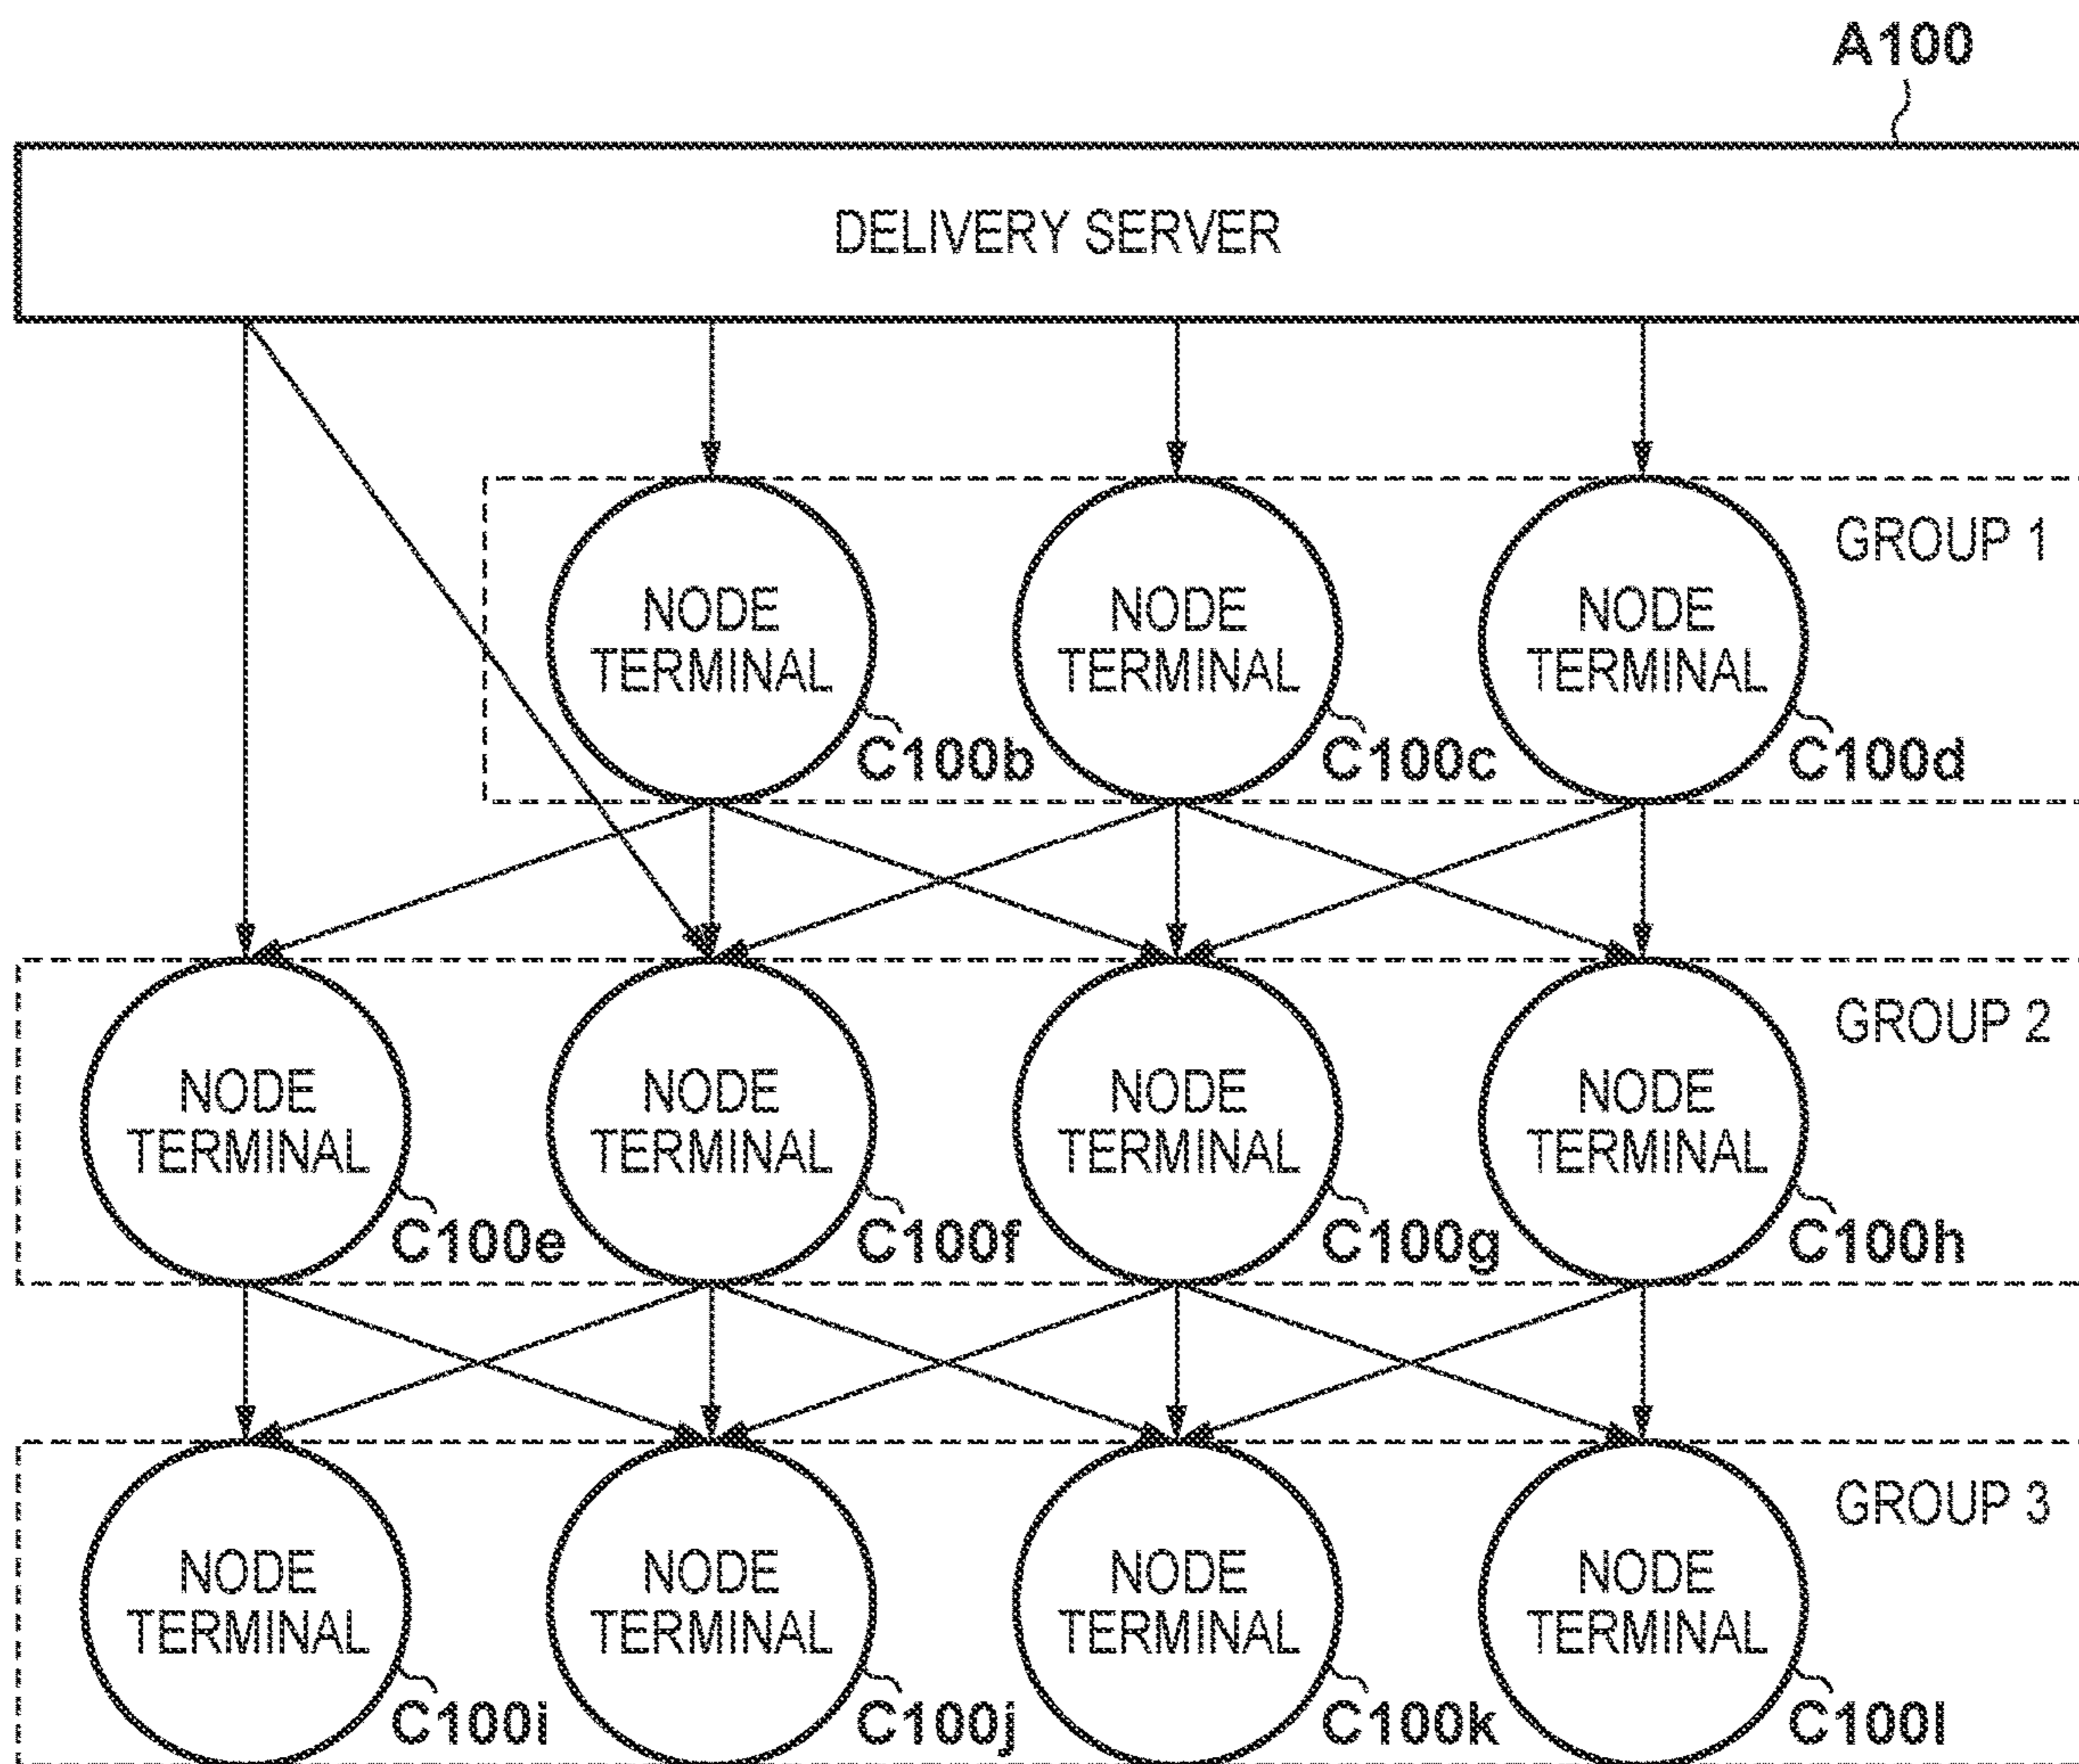 A100
DELIVERY SERVER
GROUP 1
NODE
TERMINAL
C100b
NODE
TERMINAL
C100c
NODE
TERMINAL
C100d
GROUP 2
NODE
TERMINAL
C100e
NODE
TERMINAL
C100f
NODE
TERMINAL
C100g
NODE
TERMINAL
C100h
GROUP 3
NODE
TERMINAL
C100i
NODE
TERMINAL
C100j
NODE
TERMINAL
C100k
NODE
TERMINAL
C100l